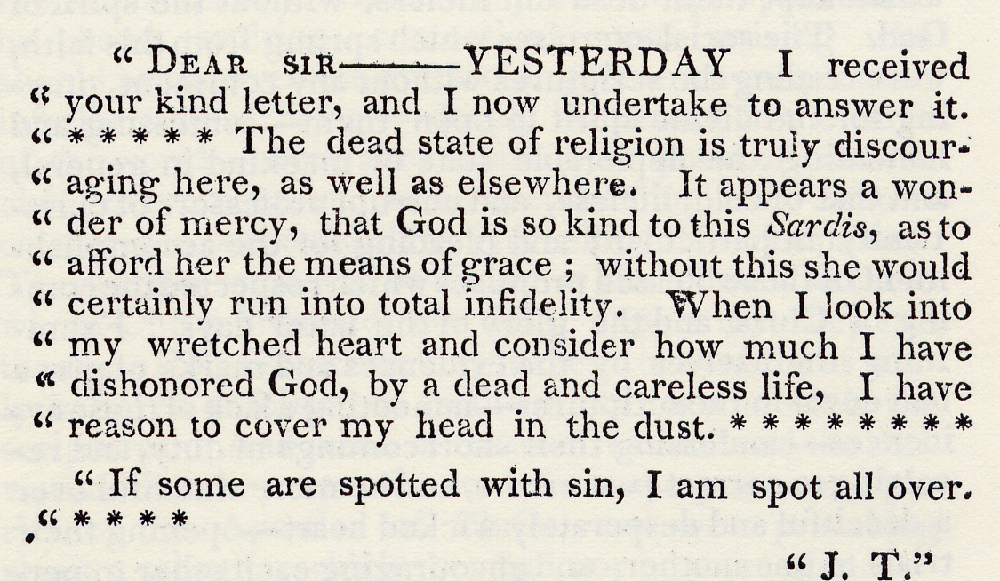 “ DEAR SIR———YESTERDAY I received
“ your kind letter, and I now undertake to answer it.
“ * * * * * The dead state of religion is truly discour-
“ aging here, as well as elsewhere. It appears a won-
“ der of mercy, that God is so kind to this Sardis, as to
“ afford her the means of grace ; without this she would
“ certainly run into total infidelity. When I look into
“ my wretched heart and consider how much I have
“ dishonored God, by a dead and careless life, I have
“ reason to cover my head in the dust. * * * * * * * *
“ If some are spotted with sin, I am spot all over.
“ * * * *
“ J. T.”